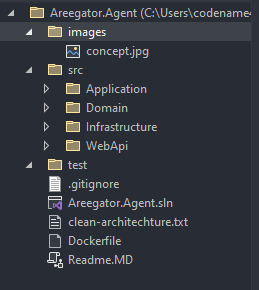 Areegator.Agent (C:\Users\codename
images
concept.jpg
src
Application
Domain
Infrastructure
WebApi
test
.gitignore
Areegator.Agent.sln
clean-architechture.txt
Dockerfile
Readme.MD